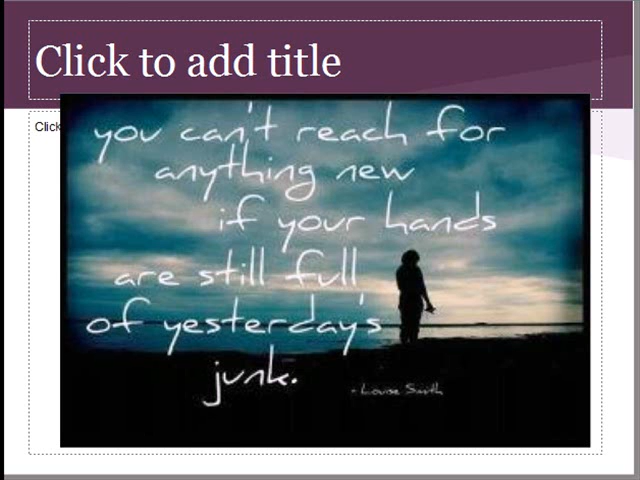 Click to add title
Click
you can't reach for
anything new
if your hands
are still full
of yesterday's
junk.
- Louise Smith